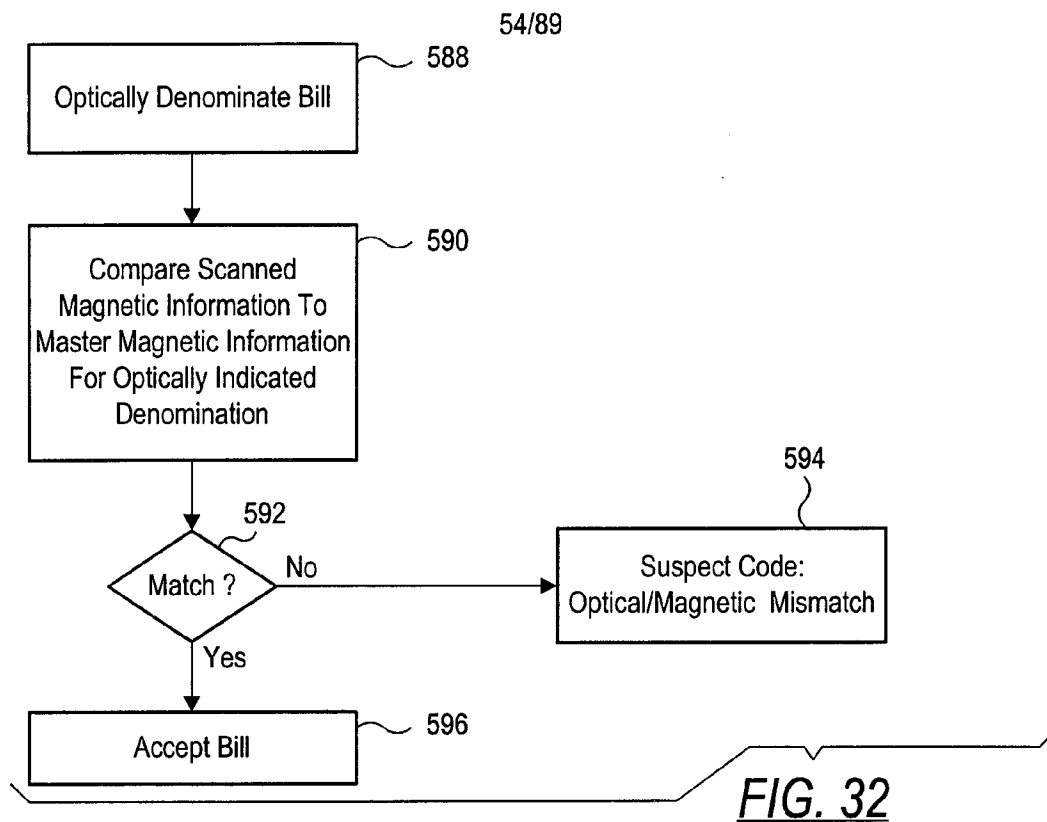 54/89
588
Optically Denominate Bill
590
Compare Scanned
Magnetic Information To
Master Magnetic Information
For Optically Indicated
Denomination
592
Match ?
No
594
Suspect Code:
Optical/Magnetic Mismatch
Yes
596
Accept Bill
FIG. 32